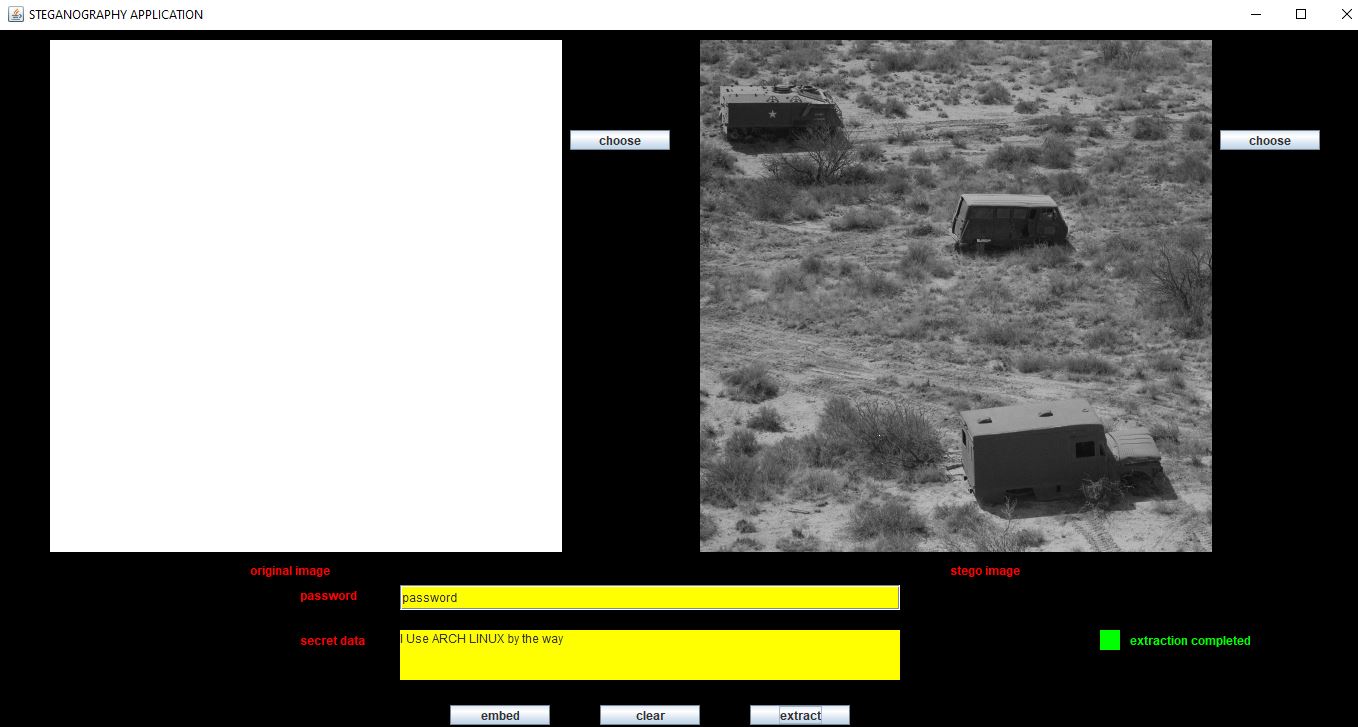 STEGANOGRAPHY APPLICATION
choose
choose
original image
stego image
password
password
secret data
I Use ARCH LINUX by the way
extraction completed
embed
clear
extract